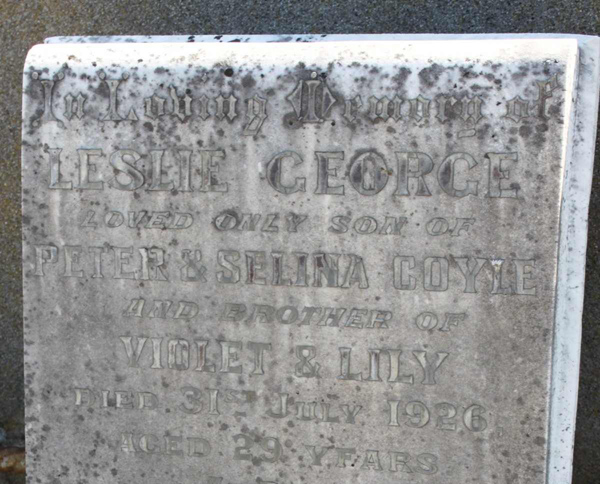 In Loving Memory of
LESLIE GEORGE
LOVED ONLY SON OF
PETER & SELINA COYLE
AND BROTHER OF
VIOLET & LILY
DIED 31ST JULY 1926
AGED 29 YEARS